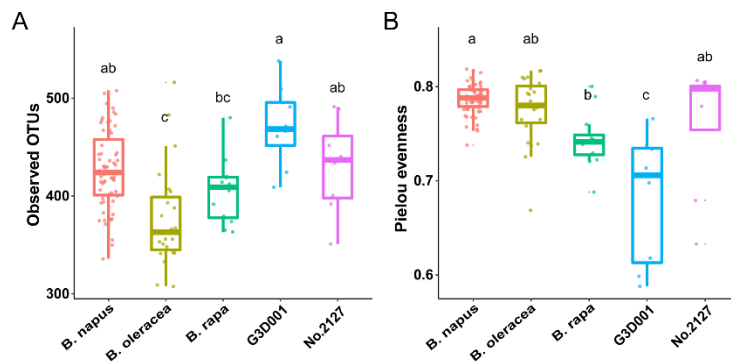 A
Observed OTUs
500
400
300
ab
c
bc
a
ab
B. napus
B. oleracea
B. rapa
G3D001
No.2127
B
Pielou evenness
0.8
0.7
0.6
a
ab
b
c
ab
B. napus
B. oleracea
B. rapa
G3D001
No.2127